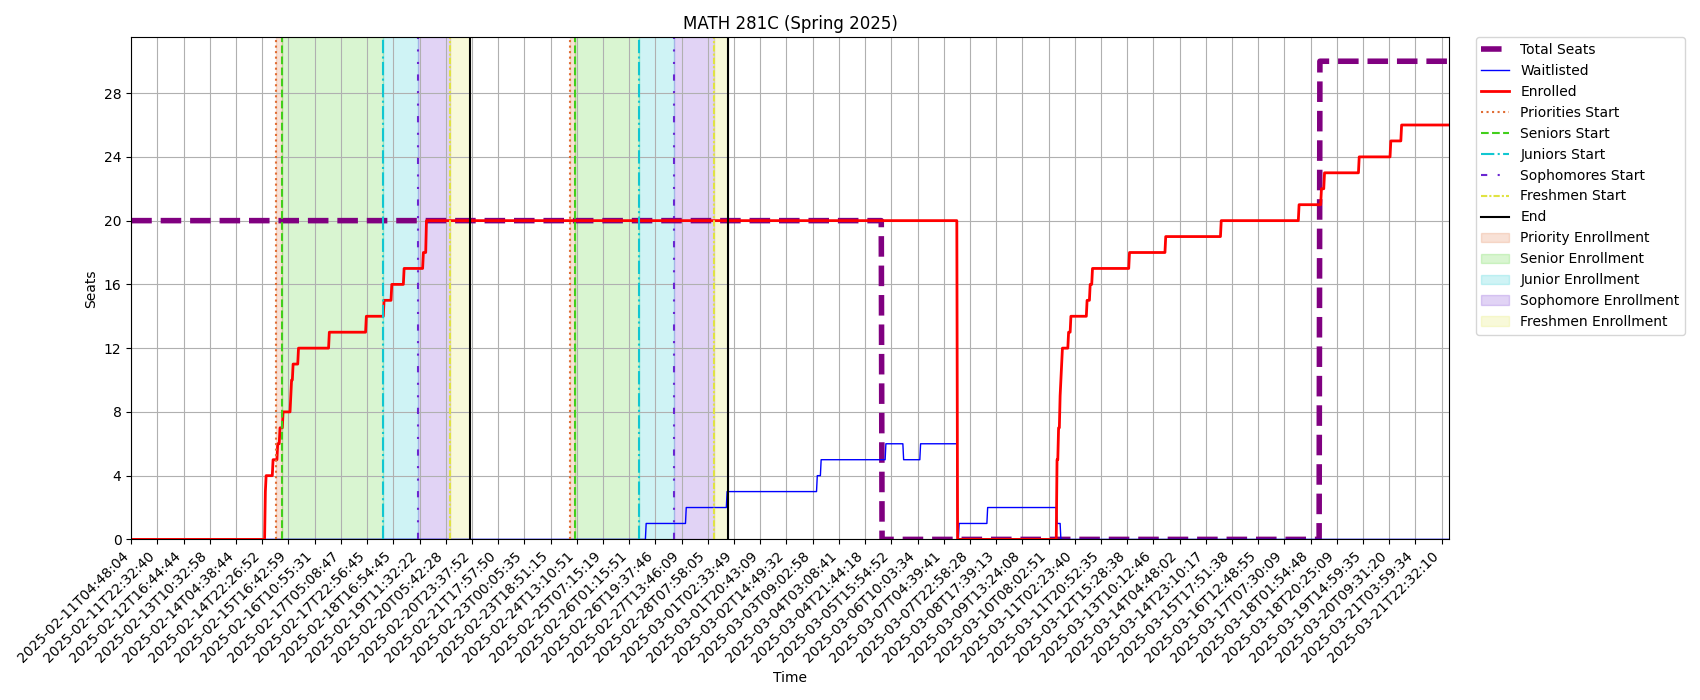 MATH 281C (Spring 2025)
Seats
28
24
20
16
12
8
4
0
2025-02-11T04:48:04
2025-02-11T22:32:40
2025-02-12T16:44:44
2025-02-13T10:32:58
2025-02-14T04:38:44
2025-02-14T22:26:52
2025-02-15T16:42:59
2025-02-16T10:55:31
2025-02-17T05:08:47
2025-02-17T22:56:45
2025-02-18T16:54:45
2025-02-19T11:32:22
2025-02-20T05:42:28
2025-02-21T23:37:52
2025-02-21T17:57:50
2025-02-23T00:05:35
2025-02-23T18:51:15
2025-02-24T13:10:51
2025-02-25T07:15:19
2025-02-26T01:15:51
2025-02-26T19:37:46
2025-02-27T13:46:09
2025-02-28T07:58:05
2025-03-01T02:33:49
2025-03-01T20:43:09
2025-03-02T14:49:32
2025-03-03T09:02:58
2025-03-04T03:08:41
2025-03-04T21:44:18
2025-03-05T15:54:52
2025-03-06T10:03:34
2025-03-07T04:39:41
2025-03-07T22:58:28
2025-03-08T17:39:13
2025-03-09T13:24:08
2025-03-10T08:02:51
2025-03-11T02:23:40
2025-03-11T20:52:35
2025-03-12T15:28:38
2025-03-13T10:12:46
2025-03-14T04:48:02
2025-03-14T23:10:17
2025-03-15T17:51:38
2025-03-16T12:48:55
2025-03-17T07:30:09
2025-03-18T01:54:48
2025-03-18T20:25:09
2025-03-19T14:59:35
2025-03-20T09:31:20
2025-03-21T03:59:34
2025-03-21T22:32:10
Time
Total Seats
Waitlisted
Enrolled
Priorities Start
Seniors Start
Juniors Start
Sophomores Start
Freshmen Start
End
Priority Enrollment
Senior Enrollment
Junior Enrollment
Sophomore Enrollment
Freshmen Enrollment